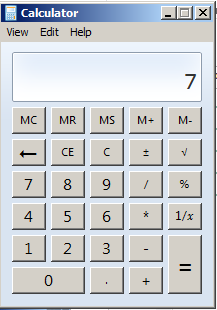 Calculator
View Edit Help
7
MC MR MS M+ M-
← CE C ± √
7 8 9 / %
4 5 6 * 1/x
1 2 3 - =
0 . +